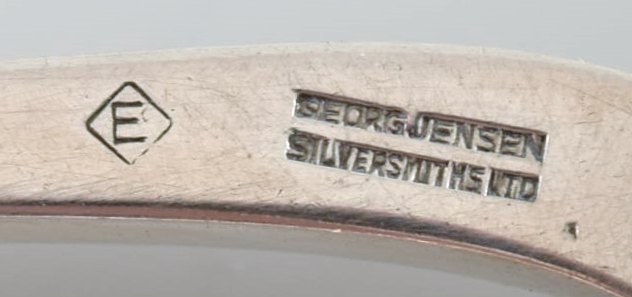 E
GEORG JENSEN
SILVERSMITHS LTD